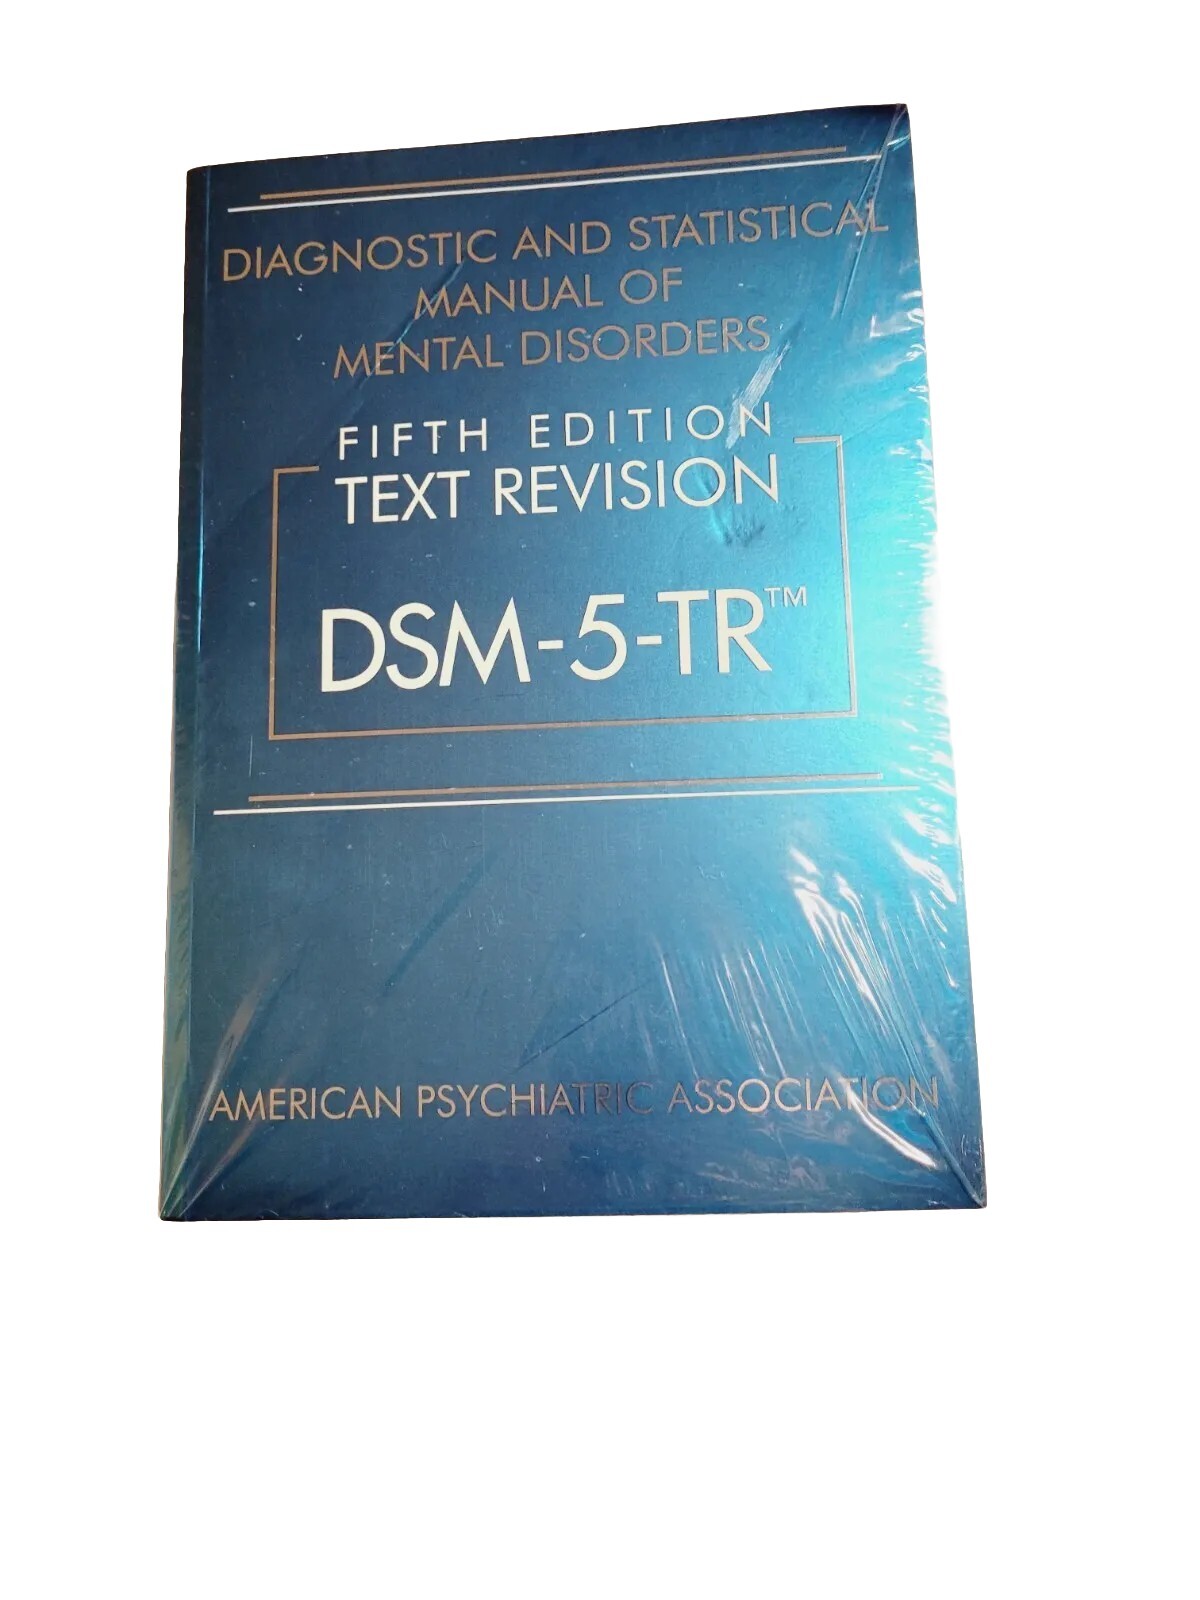 DIAGNOSTIC AND STATISTICAL
MANUAL OF
MENTAL DISORDERS
FIFTH EDITION
TEXT REVISION
DSM-5-TR™
AMERICAN PSYCHIATRIC ASSOCIATION